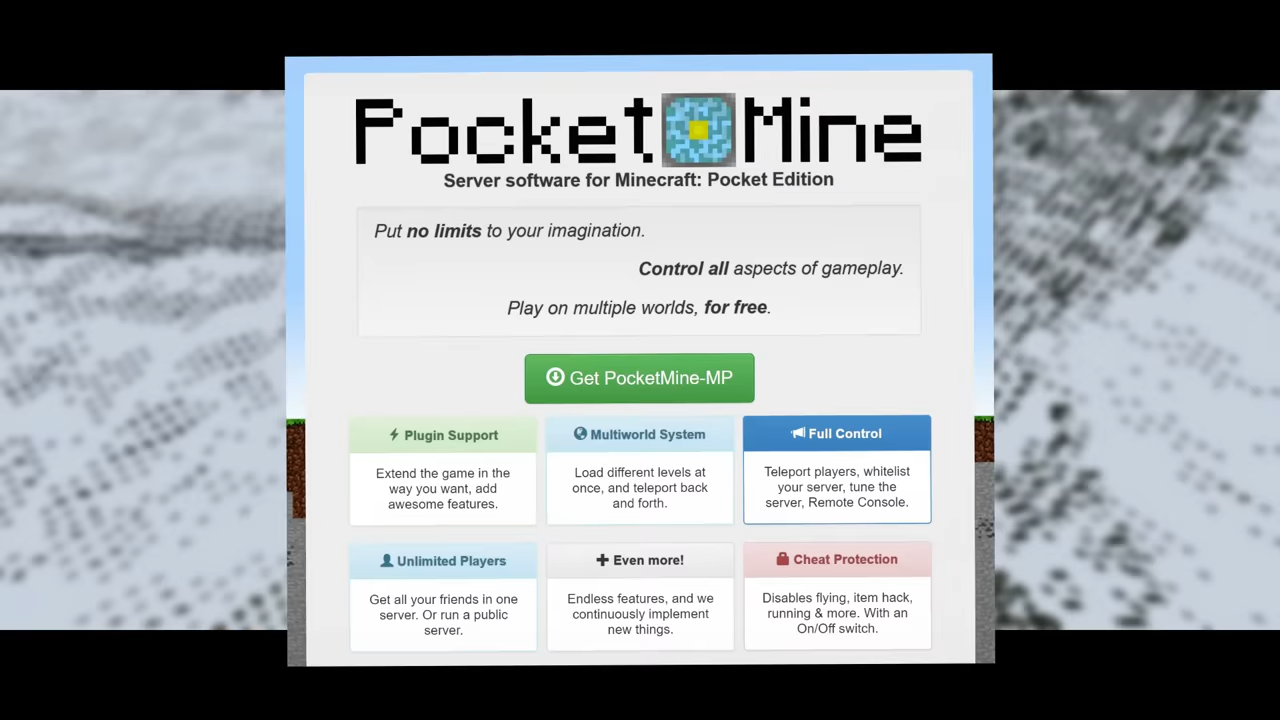 Pocket Mine
Server software for Minecraft: Pocket Edition
Put no limits to your imagination.
Control all aspects of gameplay.
Play on multiple worlds, for free.
Get PocketMine-MP
Plugin Support
Extend the game in the
way you want, add
awesome features.
Multiworld System
Load different levels at
once, and teleport back
and forth.
Full Control
Teleport players, whitelist
your server, tune the
server, Remote Console.
Unlimited Players
Get all your friends in one
server. Or run a public
server.
Even more!
Endless features, and we
continuously implement
new things.
Cheat Protection
Disables flying, item hack,
running & more. With an
On/Off switch.